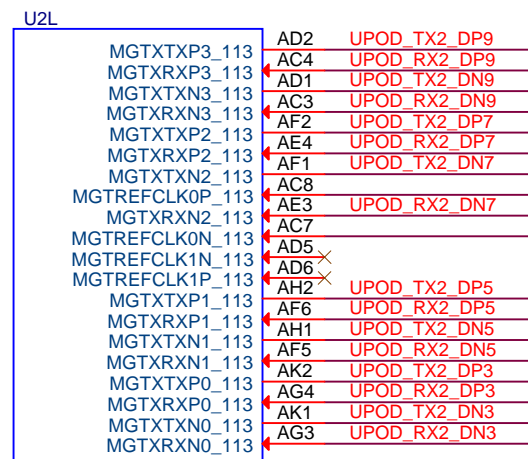 U2L
MGTXTXP3_113 AD2 UPOD_TX2_DP9
MGTXRXP3_113 AC4 UPOD_RX2_DP9
MGTXTXN3_113 AD1 UPOD_TX2_DN9
MGTXRXN3_113 AC3 UPOD_RX2_DN9
MGTXTXP2_113 AF2 UPOD_TX2_DP7
MGTXRXP2_113 AE4 UPOD_RX2_DP7
MGTXTXN2_113 AF1 UPOD_TX2_DN7
MGTREFCLK0P_113 AC8
MGTXRXN2_113 AE3 UPOD_RX2_DN7
MGTREFCLK0N_113 AC7
MGTREFCLK1N_113 AD5
MGTREFCLK1P_113 AD6
MGTXTXP1_113 AH2 UPOD_TX2_DP5
MGTXRXP1_113 AF6 UPOD_RX2_DP5
MGTXTXN1_113 AH1 UPOD_TX2_DN5
MGTXRXN1_113 AF5 UPOD_RX2_DN5
MGTXTXP0_113 AK2 UPOD_TX2_DP3
MGTXRXP0_113 AG4 UPOD_RX2_DP3
MGTXTXN0_113 AK1 UPOD_TX2_DN3
MGTXRXN0_113 AG3 UPOD_RX2_DN3